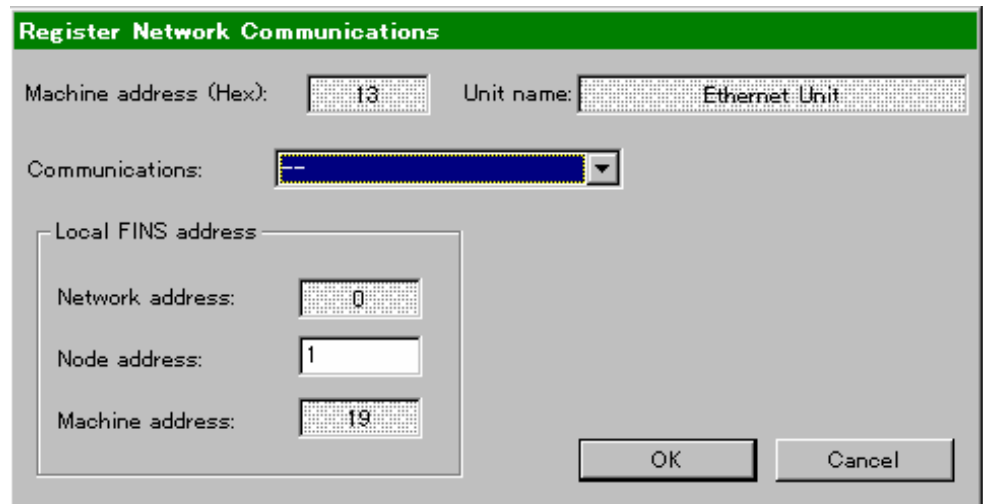 Register Network Communications
Machine address (Hex): 13 Unit name: Ethernet Unit
Communications: --
Local FINS address
Network address: 0
Node address: 1
Machine address: 19
OK Cancel